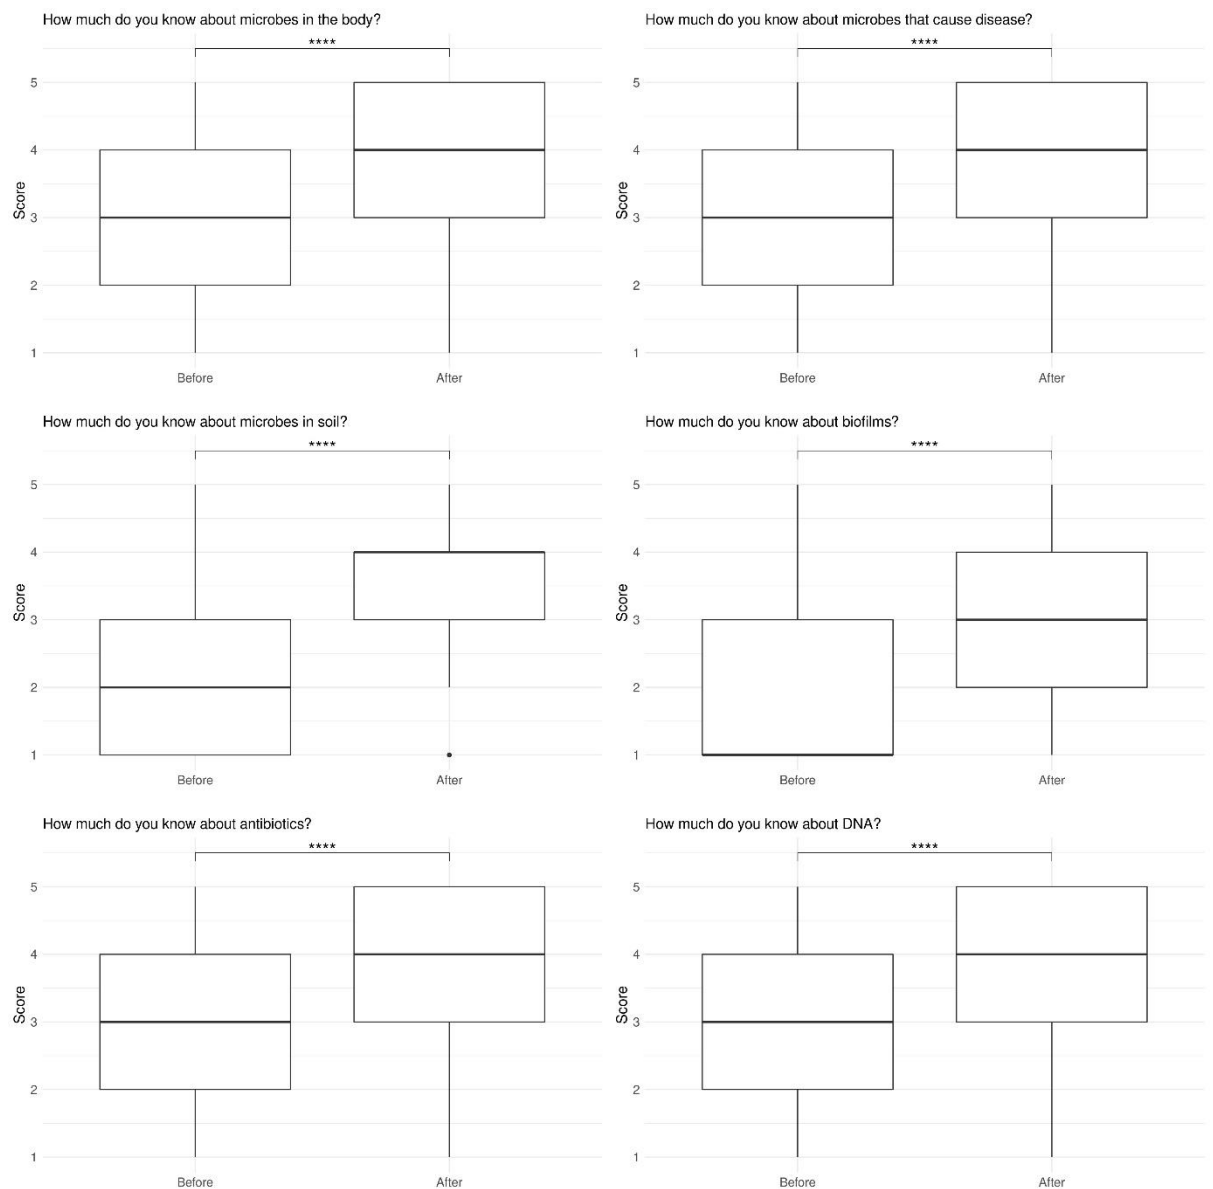 How much do you know about microbes in the body?
****
Score
5
4
3
2
1
Before After
How much do you know about microbes that cause disease?
****
Score
5
4
3
2
1
Before After
How much do you know about microbes in soil?
****
Score
5
4
3
2
1
Before After
How much do you know about biofilms?
****
Score
5
4
3
2
1
Before After
How much do you know about antibiotics?
****
Score
5
4
3
2
1
Before After
How much do you know about DNA?
****
Score
5
4
3
2
1
Before After